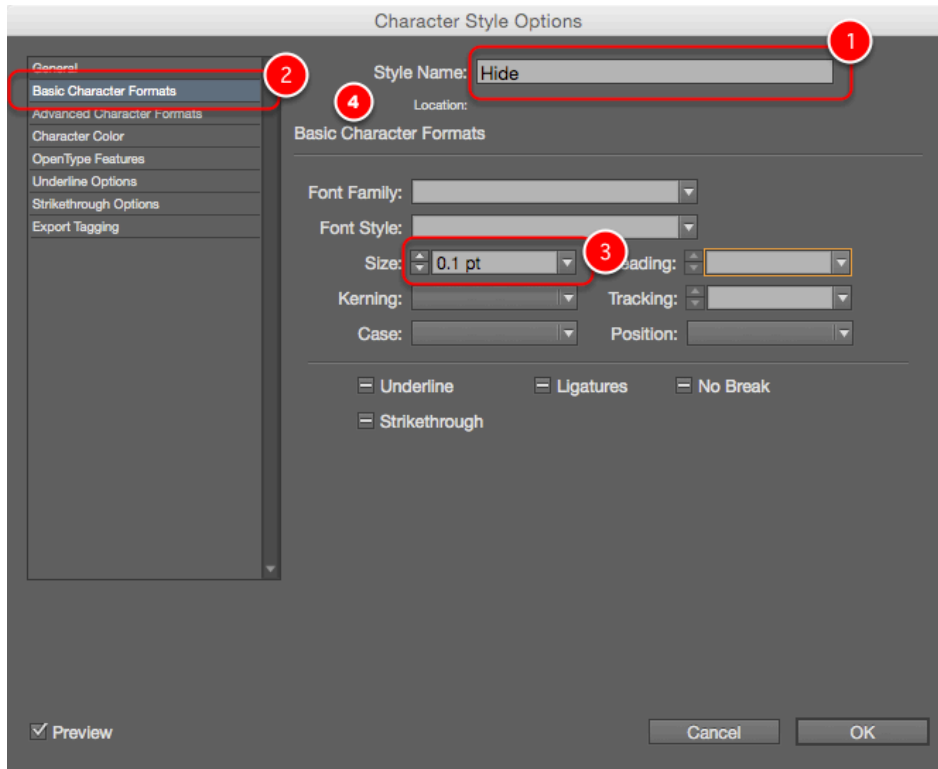 Character Style Options
1
General
2
Style Name: Hide
Basic Character Formats
4
Location:
Advanced Character Formats
Basic Character Formats
Character Color
OpenType Features
Underline Options
Strikethrough Options
Export Tagging
Font Family:
Font Style:
Size: 0.1 pt
3
eading:
Kerning:
Tracking:
Case:
Position:
Underline
Ligatures
No Break
Strikethrough
Preview
Cancel
OK